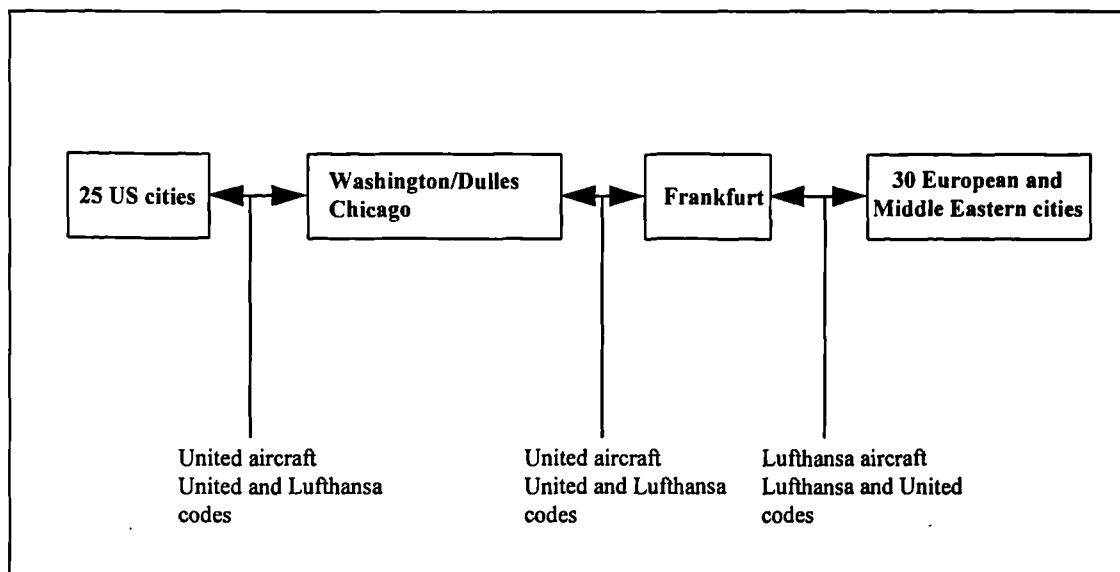 25 US cities
Washington/Dulles
Chicago
Frankfurt
30 European and
Middle Eastern cities
United aircraft
United and Lufthansa
codes
United aircraft
United and Lufthansa
codes
Lufthansa aircraft
Lufthansa and United
codes